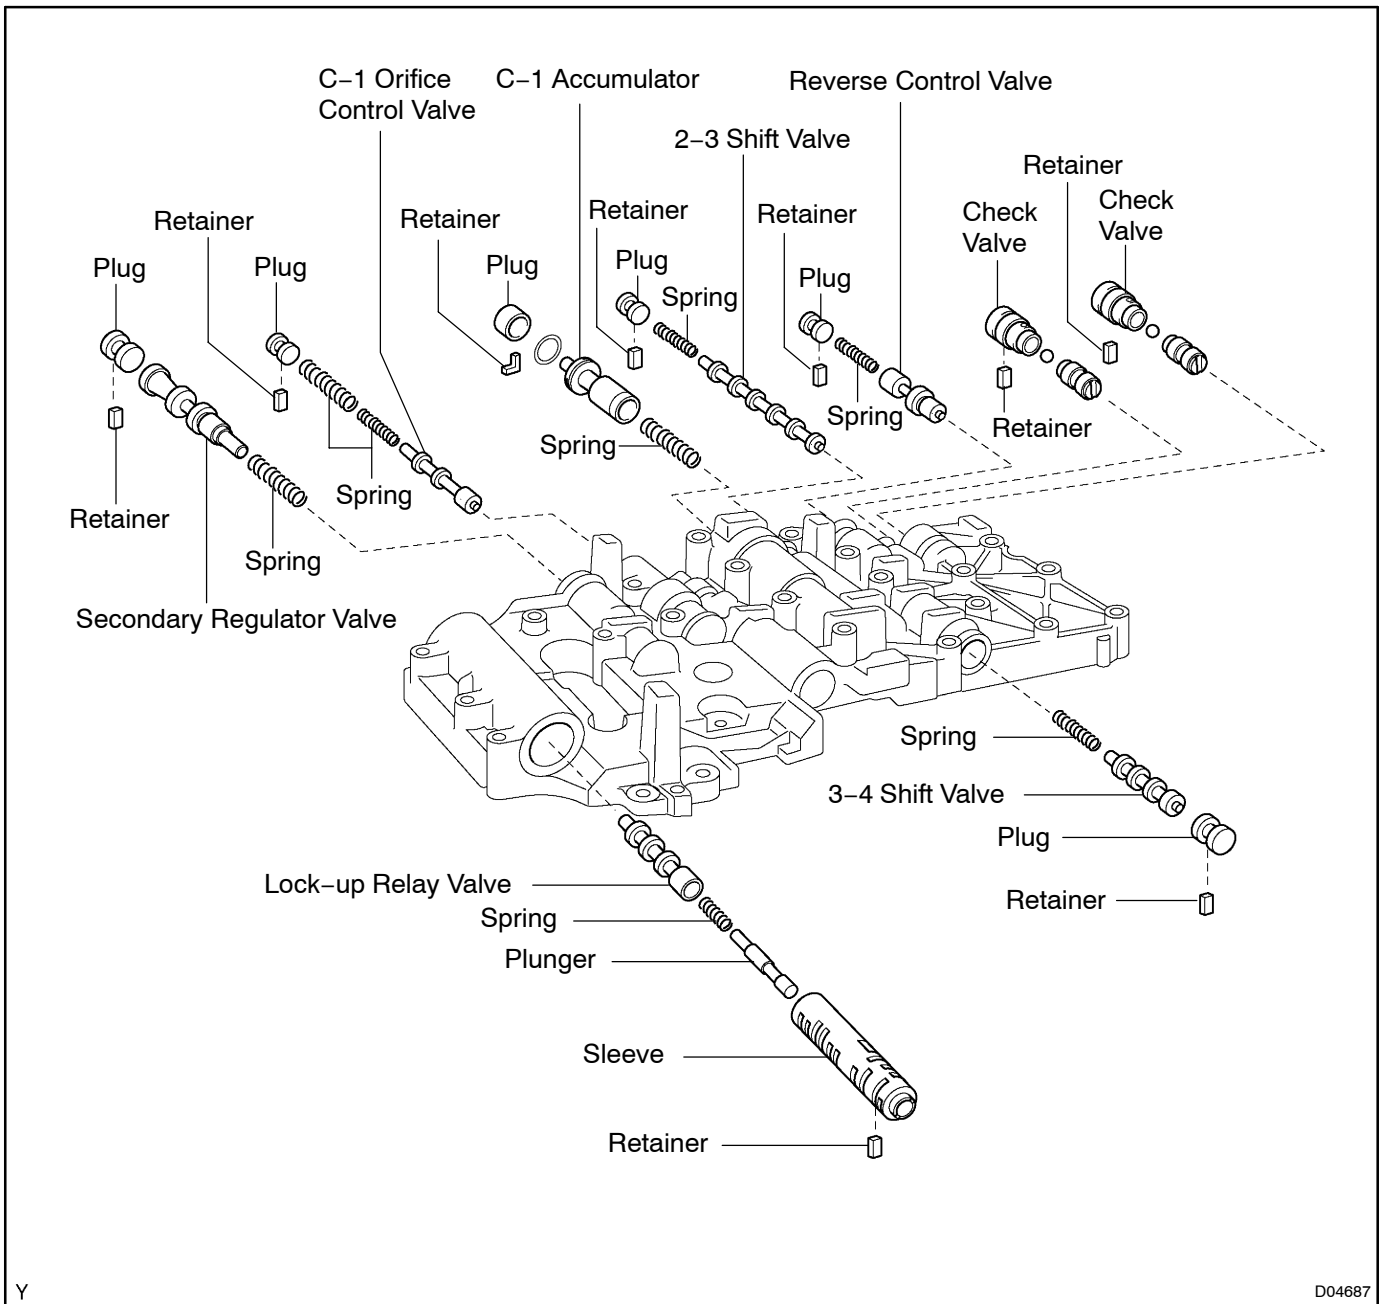 C–1 Orifice
Control Valve
C–1 Accumulator
Reverse Control Valve
2–3 Shift Valve
Retainer
Check
Valve
Retainer
Retainer
Retainer
Retainer
Check
Valve
Plug
Plug
Plug
Plug
Plug
Spring
Spring
Retainer
Spring
Spring
Retainer
Spring
Secondary Regulator Valve
Spring
3–4 Shift Valve
Plug
Lock–up Relay Valve
Retainer
Spring
Plunger
Sleeve
Retainer
Y
D04687